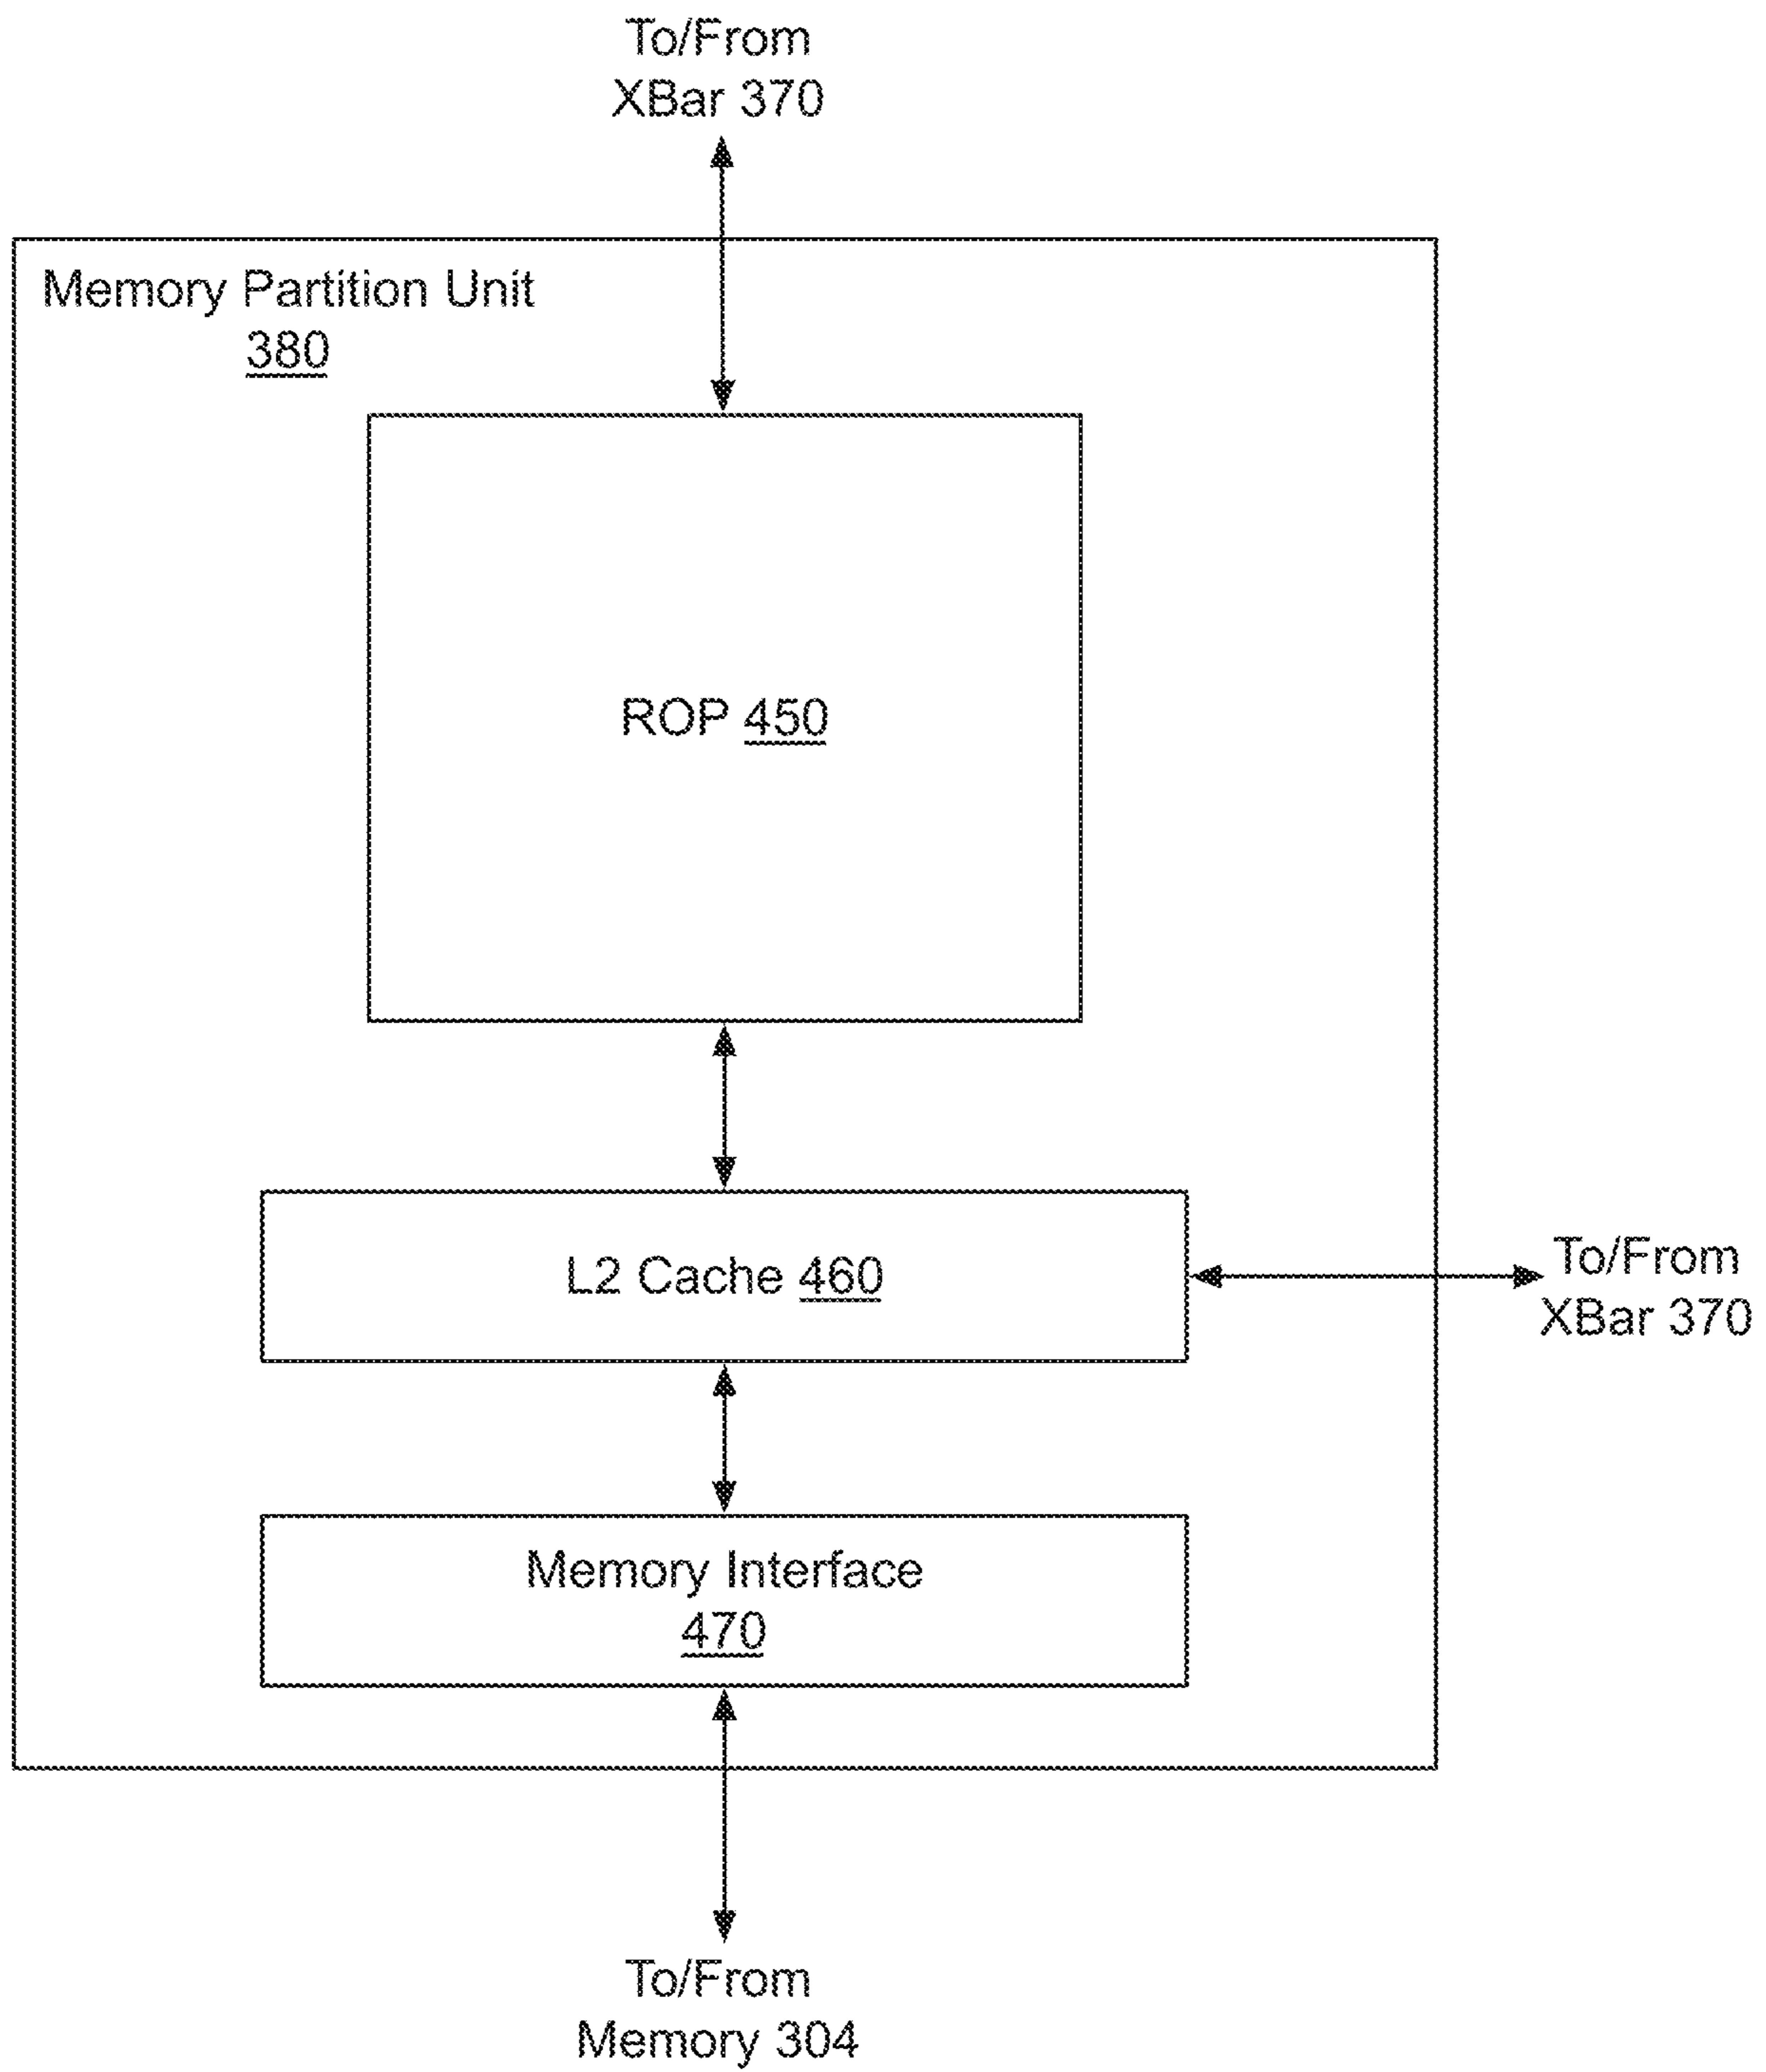 To/From
XBar 370
Memory Partition Unit
380
ROP 450
L2 Cache 460
To/From
XBar 370
Memory Interface
470
To/From
Memory 304